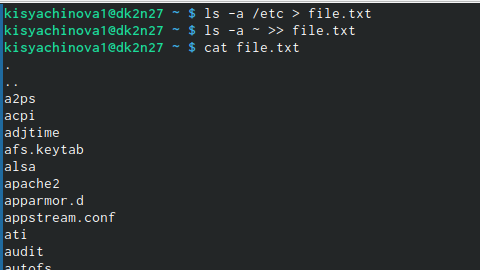 kisyachinova1@dk2n27 ~ $ ls -a /etc > file.txt
kisyachinova1@dk2n27 ~ $ ls -a ~ >> file.txt
kisyachinova1@dk2n27 ~ $ cat file.txt
.
..
a2ps
acpi
adjtime
afs.keytab
alsa
apache2
apparmor.d
appstream.conf
ati
audit
autofs